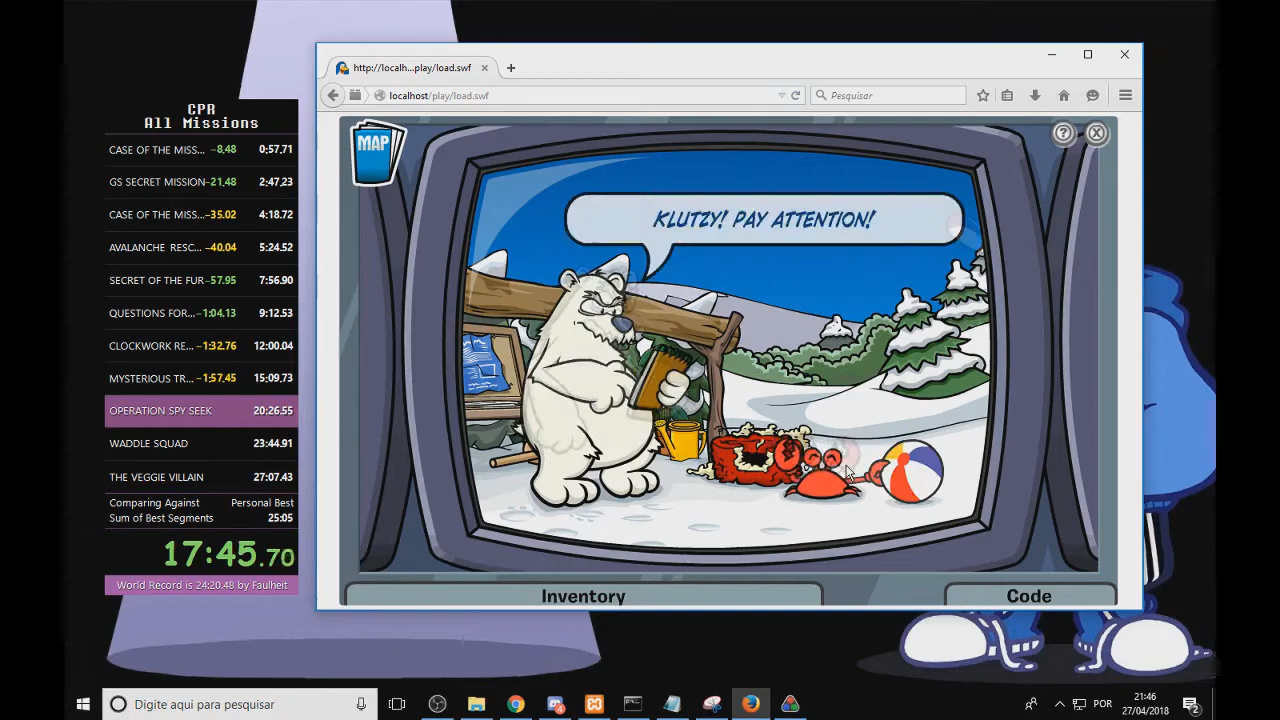 CPR
All Missions
CASE OF THE MISS... -8,48 0:57,71
GS SECRET MISSION -21,48 2:47,23
CASE OF THE MISS... -35.02 4:18.72
AVALANCHE RESC... -40.04 5:24.52
SECRET OF THE FUR -57.95 7:56.90
QUESTIONS FOR... -1:04.13 9:12.53
CLOCKWORK RE... -1:32.76 12:00.04
MYSTERIOUS TR... -1:57.45 15:09.73
OPERATION SPY SEEK 20:26.55
WADDLE SQUAD 23:44.91
THE VEGGIE VILLAIN 27:07.43
Comparing Against Personal Best
Sum of Best Segments 25:05
17:45.70
World Record is 24:20.48 by Faulheit
http://localh...play/load.swf
localhost/play/load.swf
Pesquisar
MAP
KLUTZY! PAY ATTENTION!
Inventory
Code
Digite aqui para pesquisar
POR
21:46
27/04/2018
2